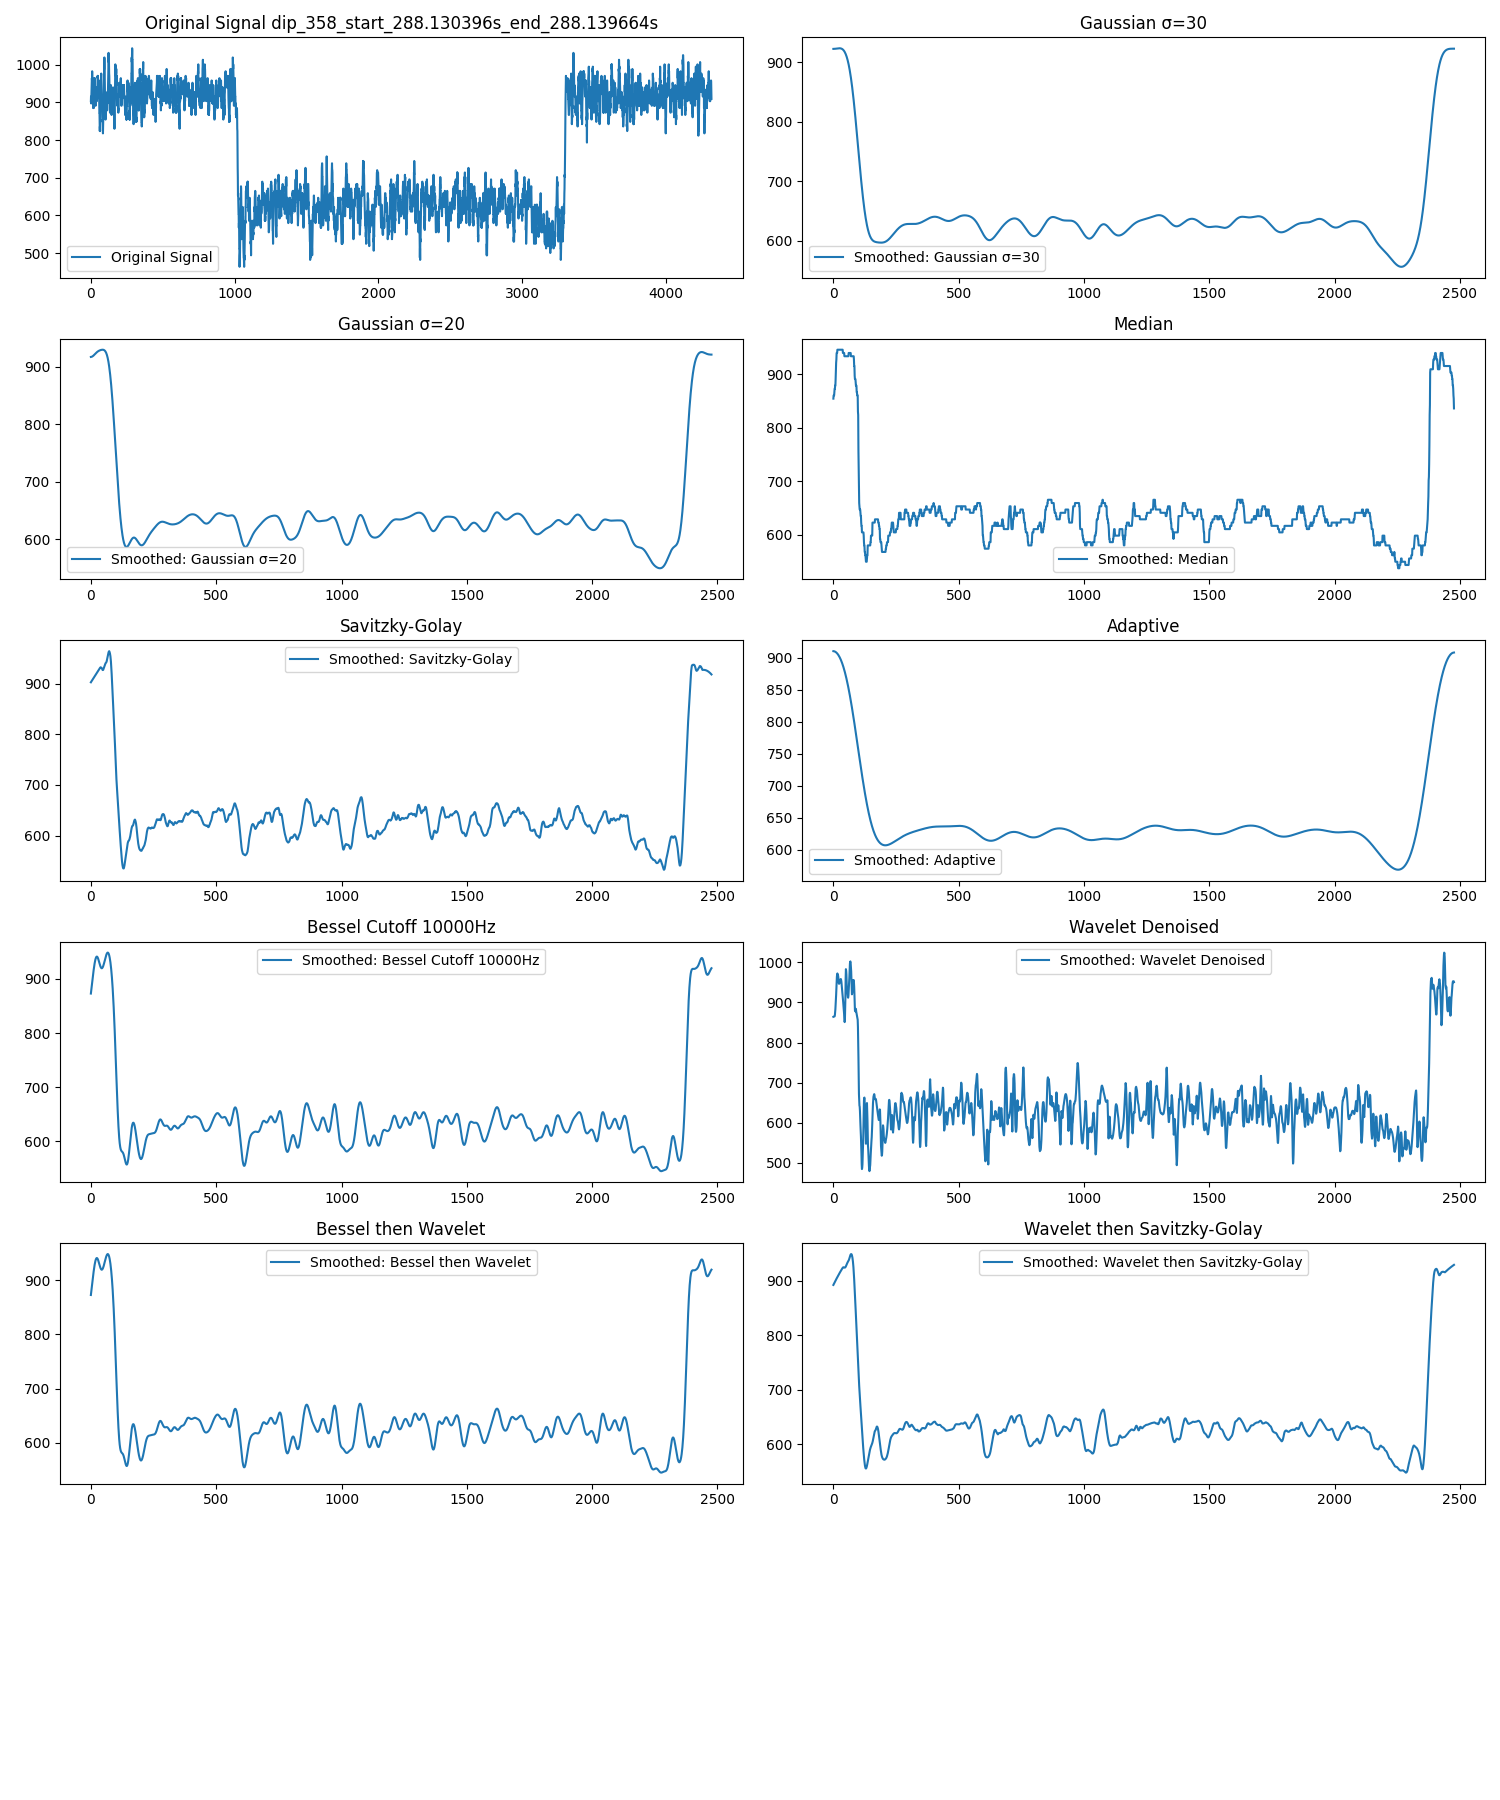 Original Signal dip_358_start_288.130396s_end_288.139664s
1000
900
800
700
600
500
Original Signal
0 1000 2000 3000 4000
Gaussian σ=30
900
800
700
600
Smoothed: Gaussian σ=30
0 500 1000 1500 2000 2500
Gaussian σ=20
900
800
700
600
Smoothed: Gaussian σ=20
0 500 1000 1500 2000 2500
Median
900
800
700
600
Smoothed: Median
0 500 1000 1500 2000 2500
Savitzky-Golay
Smoothed: Savitzky-Golay
900
800
700
600
0 500 1000 1500 2000 2500
Adaptive
900
850
800
750
700
650
600
Smoothed: Adaptive
0 500 1000 1500 2000 2500
Bessel Cutoff 10000Hz
Smoothed: Bessel Cutoff 10000Hz
900
800
700
600
0 500 1000 1500 2000 2500
Wavelet Denoised
Smoothed: Wavelet Denoised
1000
900
800
700
600
500
0 500 1000 1500 2000 2500
Bessel then Wavelet
Smoothed: Bessel then Wavelet
900
800
700
600
0 500 1000 1500 2000 2500
Wavelet then Savitzky-Golay
Smoothed: Wavelet then Savitzky-Golay
900
800
700
600
0 500 1000 1500 2000 2500